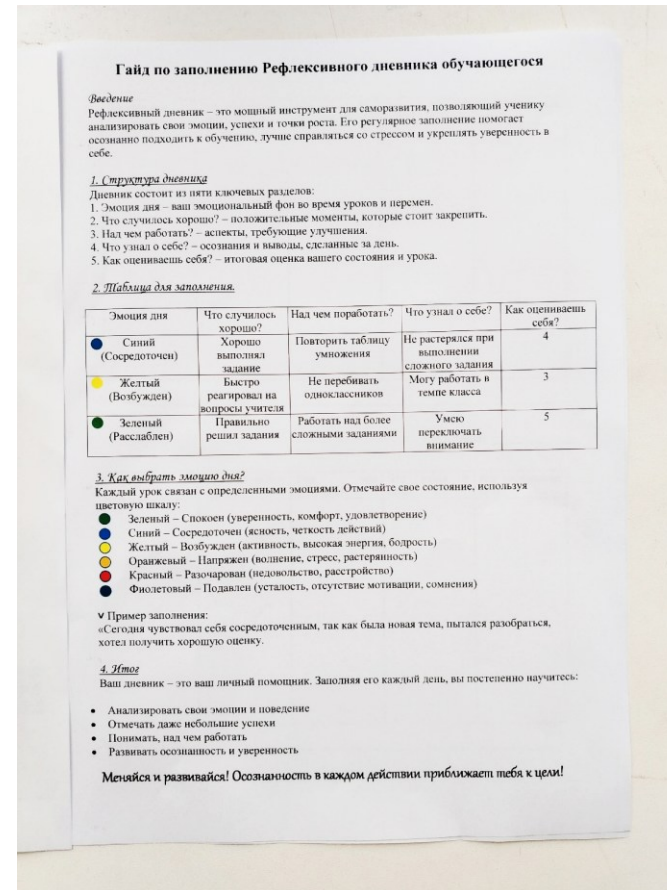 Гайд по заполнению Рефлексивного дневника обучающегося
Введение
Рефлексивный дневник – это мощный инструмент для саморазвития, позволяющий ученику
анализировать свои эмоции, успехи и точки роста. Его регулярное заполнение помогает
осознанно подходить к обучению, лучше справляться со стрессом и укреплять уверенность в
себе.
1. Структура дневника
Дневник состоит из пяти ключевых разделов:
1. Эмоция дня – ваш эмоциональный фон во время уроков и перемен.
2. Что случилось хорошо? – положительные моменты, которые стоит закрепить.
3. Над чем работать? – аспекты, требующие улучшения.
4. Что узнал о себе? – осознания и выводы, сделанные за день.
5. Как оцениваешь себя? – итоговая оценка вашего состояния и урока.
2. Таблица для заполнения.
Эмоция дня Что случилось Над чем поработать? Что узнал о себе? Как оцениваешь
хорошо? себя?
Синий Хорошо Повторить таблицу Не растерялся при 4
(Сосредоточен) выполнял умножения выполнении
задание сложного задания
Желтый Быстро Не перебивать Могу работать в 3
(Возбужден) реагировал на одноклассников темпе класса
вопросы учителя
Зеленый Правильно Работать над более Умею 5
(Расслаблен) решил задания сложными заданиями переключать
внимание
3. Как выбрать эмоцию дня?
Каждый урок связан с определенными эмоциями. Отмечайте свое состояние, используя
цветовую шкалу:
Зеленый – Спокоен (уверенность, комфорт, удовлетворение)
Синий – Сосредоточен (ясность, четкость действий)
Желтый – Возбужден (активность, высокая энергия, бодрость)
Оранжевый – Напряжен (волнение, стресс, растерянность)
Красный – Разочарован (недовольство, расстройство)
Фиолетовый – Подавлен (усталость, отсутствие мотивации, сомнения)
v Пример заполнения:
«Сегодня чувствовал себя сосредоточенным, так как была новая тема, пытался разобраться,
хотел получить хорошую оценку.
4. Итог
Ваш дневник – это ваш личный помощник. Заполняя его каждый день, вы постепенно научитесь:
• Анализировать свои эмоции и поведение
• Отмечать даже небольшие успехи
• Понимать, над чем работать
• Развивать осознанность и уверенность
Меняйся и развивайся! Осознанность в каждом действии приближает тебя к цели!